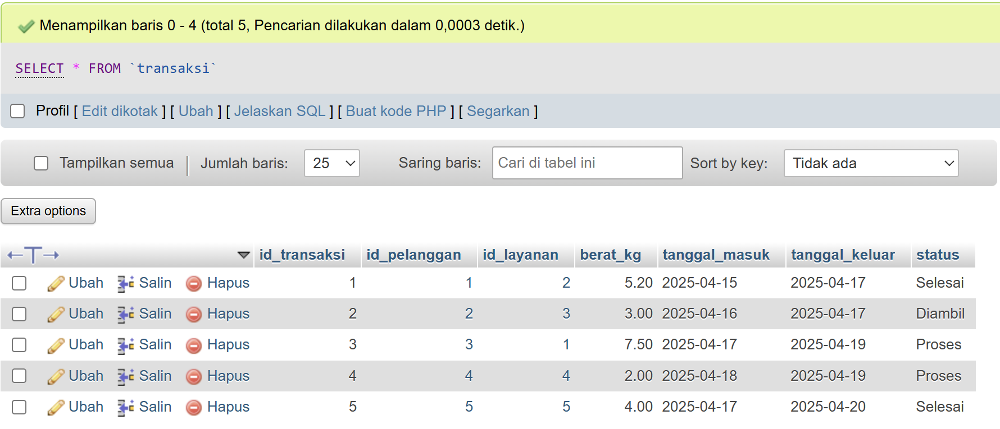 Menampilkan baris 0 - 4 (total 5, Pencarian dilakukan dalam 0,0003 detik.)
SELECT * FROM `transaksi`
Profil [ Edit dikotak ] [ Ubah ] [ Jelaskan SQL ] [ Buat kode PHP ] [ Segarkan ]
Tampilkan semua | Jumlah baris: 25 Saring baris: Cari di tabel ini Sort by key: Tidak ada
Extra options
←T→ id_transaksi id_pelanggan id_layanan berat_kg tanggal_masuk tanggal_keluar status
Ubah Salin Hapus 1 1 2 5.20 2025-04-15 2025-04-17 Selesai
Ubah Salin Hapus 2 2 3 3.00 2025-04-16 2025-04-17 Diambil
Ubah Salin Hapus 3 3 1 7.50 2025-04-17 2025-04-19 Proses
Ubah Salin Hapus 4 4 4 2.00 2025-04-18 2025-04-19 Proses
Ubah Salin Hapus 5 5 5 4.00 2025-04-17 2025-04-20 Selesai